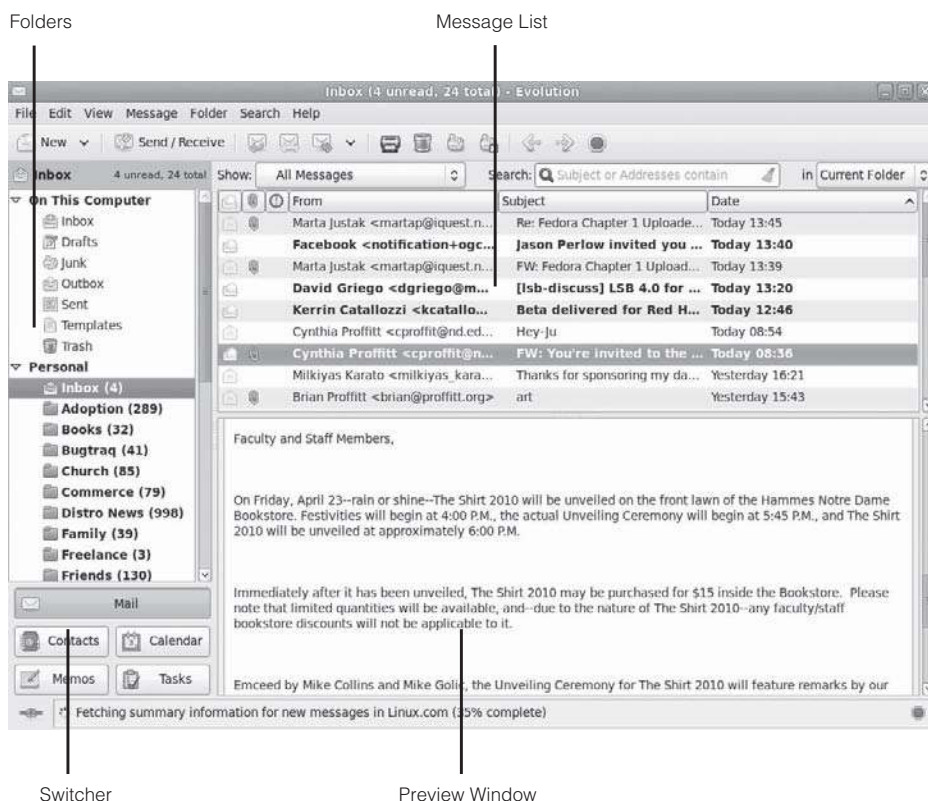 Folders
Message List
Inbox (4 unread, 24 total) - Evolution
File Edit View Message Folder Search Help
New Send / Receive
Inbox 4 unread, 24 total Show: All Messages Search: Subject or Addresses contain in Current Folder
On This Computer
Inbox
Drafts
Junk
Outbox
Sent
Templates
Trash
Personal
Inbox (4)
Adoption (289)
Books (32)
Bugtraq (41)
Church (85)
Commerce (79)
Distro News (998)
Family (39)
Freelance (3)
Friends (130)
Mail
Contacts Calendar
Memos Tasks
From Subject Date
Marta Justak <martap@iquest.n... Re: Fedora Chapter 1 Uploade... Today 13:45
Facebook <notification+ogc... Jason Perlow invited you ... Today 13:40
Marta Justak <martap@iquest.n... FW: Fedora Chapter 1 Upload... Today 13:39
David Griego <dgriego@m... [lsb-discuss] LSB 4.0 for ... Today 13:20
Kerrin Catallozzi <kcatallo... Beta delivered for Red H... Today 12:46
Cynthia Proffitt <cproffit@nd.ed... Hey-Ju Today 08:54
Cynthia Proffitt <cproffit@n... FW: You're invited to the ... Today 08:36
Milkiyas Karato <milkiyas_kara... Thanks for sponsoring my da... Yesterday 16:21
Brian Proffitt <brian@proffitt.org> art Yesterday 15:43
Faculty and Staff Members,
On Friday, April 23--rain or shine--The Shirt 2010 will be unveiled on the front lawn of the Hammes Notre Dame
Bookstore. Festivities will begin at 4:00 P.M., the actual Unveiling Ceremony will begin at 5:45 P.M., and The Shirt
2010 will be unveiled at approximately 6:00 P.M.
Immediately after it has been unveiled, The Shirt 2010 may be purchased for $15 inside the Bookstore. Please
note that limited quantities will be available, and--due to the nature of The Shirt 2010--any faculty/staff
bookstore discounts will not be applicable to it.
Emceed by Mike Collins and Mike Golic, the Unveiling Ceremony for The Shirt 2010 will feature remarks by our
Fetching summary information for new messages in Linux.com (35% complete)
Switcher
Preview Window